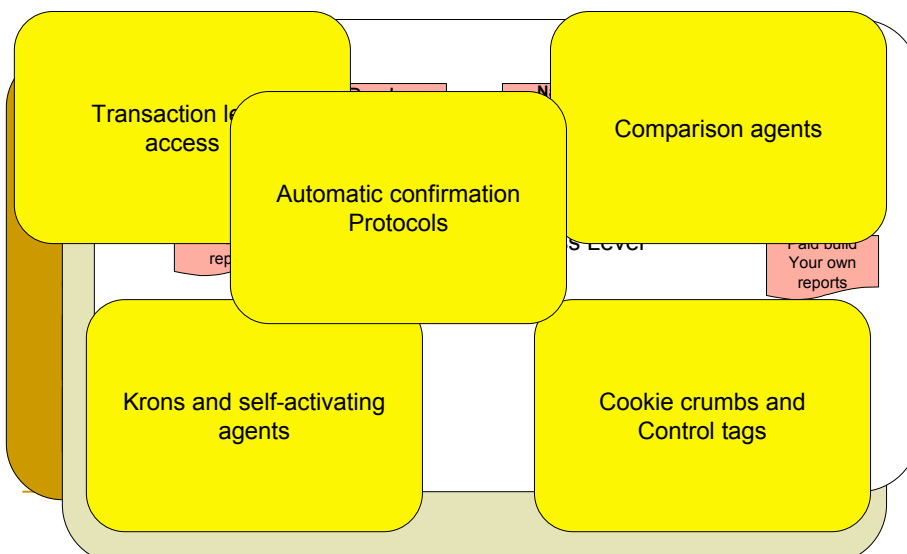 Transaction
access
Comparison agents
Automatic confirmation
Protocols
Level
Paid build
Your own
reports
Krons and self-activating
agents
Cookie crumbs and
Control tags